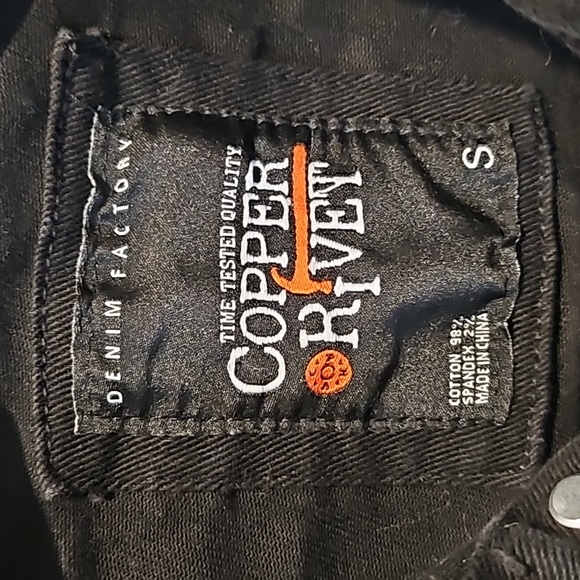 DENIM FACTORY
TIME TESTED QUALITY
COPPER
RIVET
COTTON 98%
SPANDEX 2%
MADE IN CHINA
S